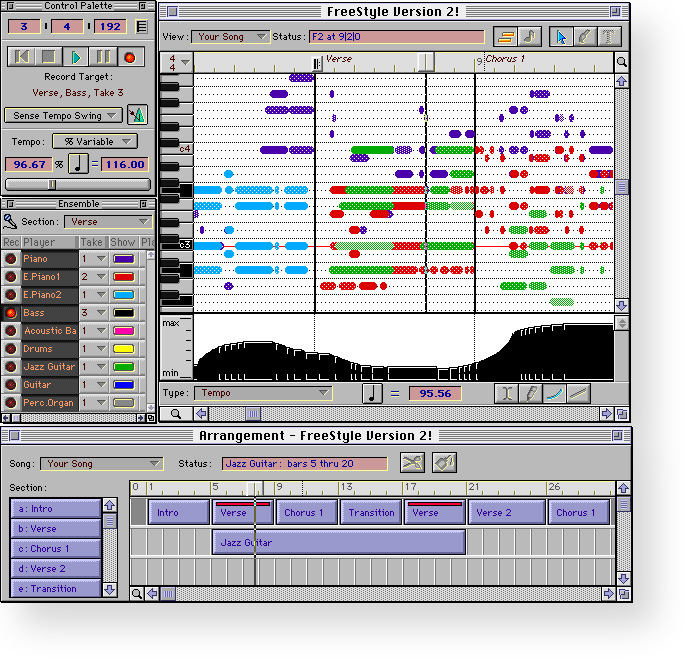 Control Palette
3 4 192
Record Target:
Verse, Bass, Take 3
Sense Tempo Swing
Tempo: % Variable
96.67 % = 116.00
Ensemble
Section: Verse
Rec Player Take Show Pla
Piano 1
E.Piano1 2
E.Piano2 1
Bass 3
Acoustic Ba 1
Drums 1
Jazz Guitar 1
Guitar 1
Perc.Organ 1
FreeStyle Version 2!
View: Your Song Status: F2 at 9|2|0
T
4
4
Verse 9 Chorus 1
c4
c3
max
min
Type: Tempo = 95.56
Arrangement - FreeStyle Version 2!
Song: Your Song Status: Jazz Guitar: bars 5 thru 20
Section:
0 1 5 9 13 17 21 26
a: Intro
b: Verse
c: Chorus 1
d: Verse 2
e: Transition
Intro Verse Chorus 1 Transition Verse Verse 2 Chorus 1
Jazz Guitar